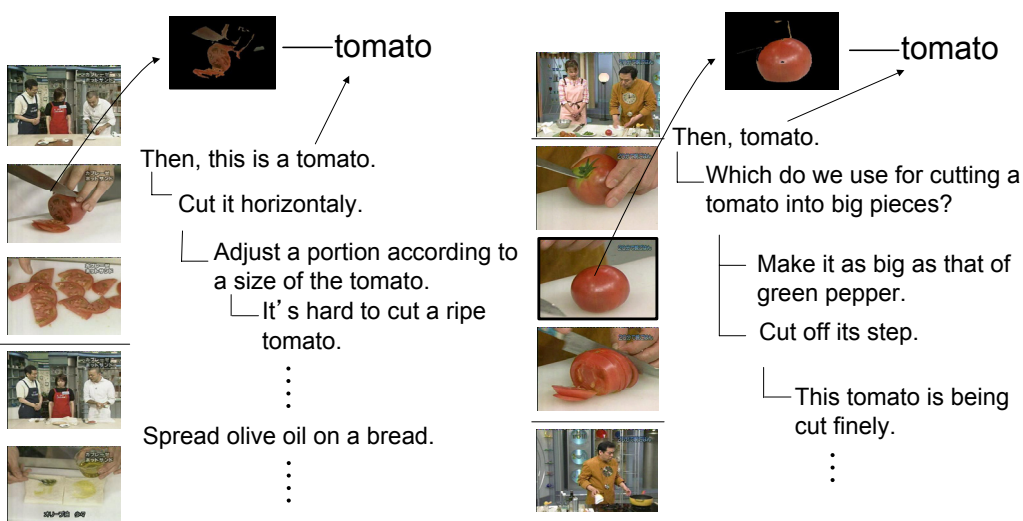 tomato
Then, this is a tomato.
Cut it horizontaly.
Adjust a portion according to
a size of the tomato.
It's hard to cut a ripe
tomato.
Spread olive oil on a bread.
tomato
Then, tomato.
Which do we use for cutting a
tomato into big pieces?
Make it as big as that of
green pepper.
Cut off its step.
This tomato is being
cut finely.